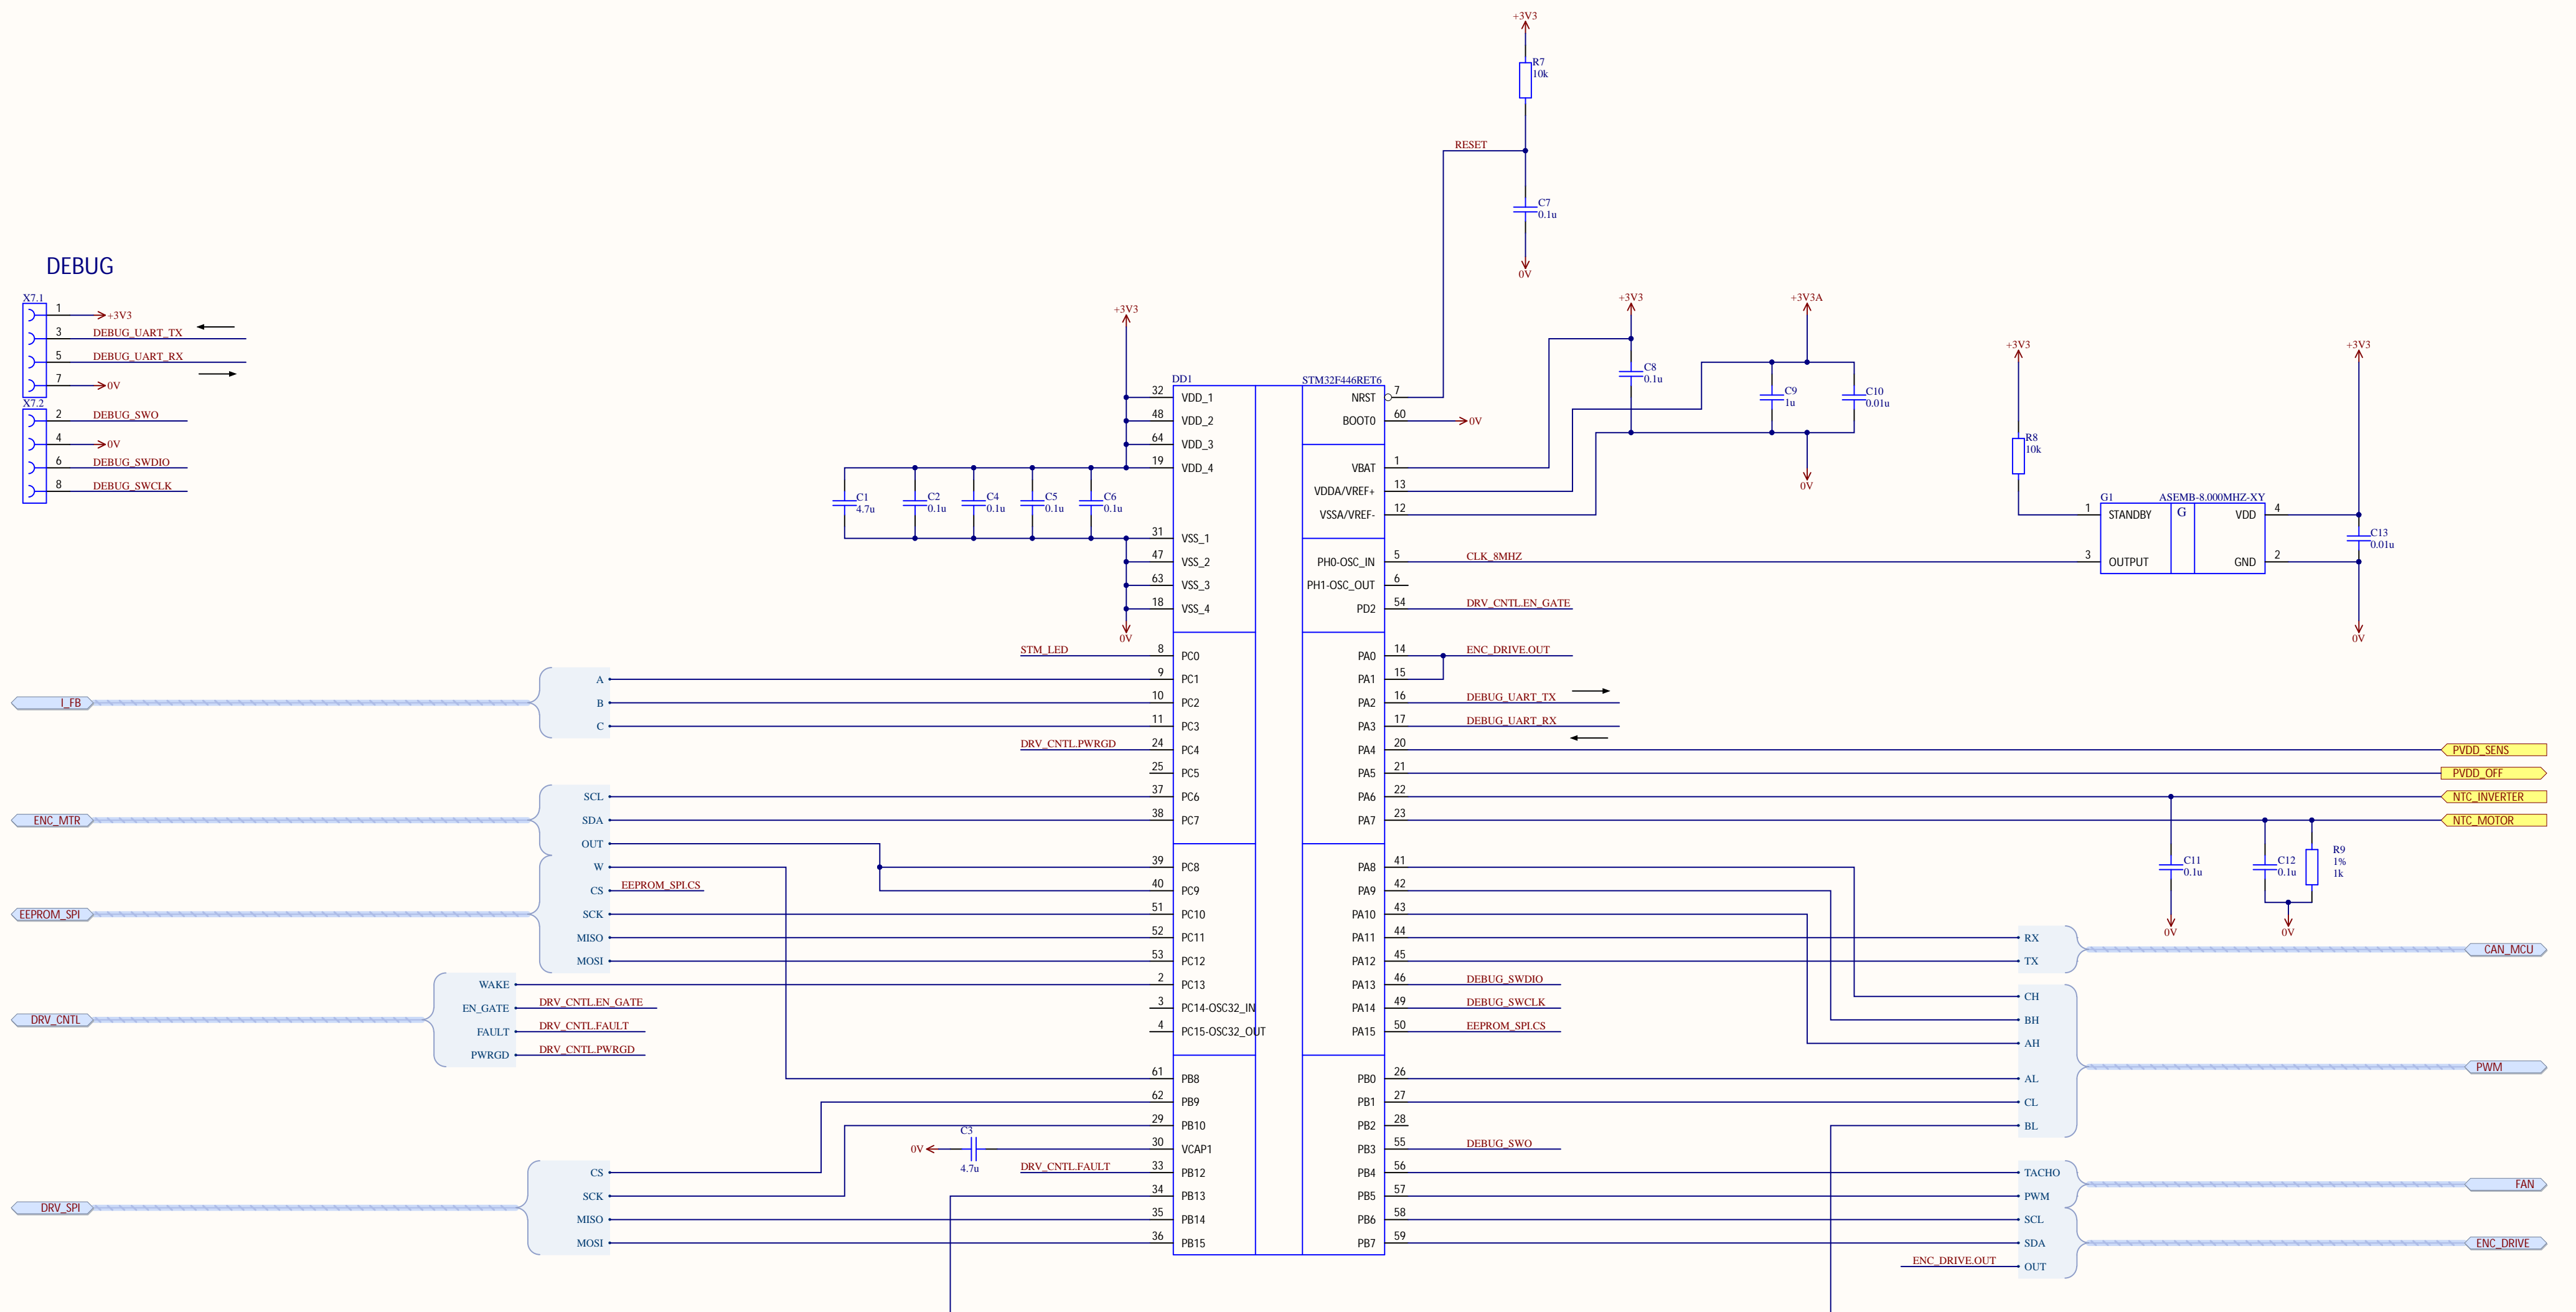 +3V3
R7
10k
RESET
C7
0.1u
0V
DEBUG
X7.1
1 +3V3
3 DEBUG_UART_TX
5 DEBUG_UART_RX
7 0V
X7.2
2 DEBUG_SWO
4 0V
6 DEBUG_SWDIO
8 DEBUG_SWCLK
+3V3
C1
4.7u
C2
0.1u
C4
0.1u
C5
0.1u
C6
0.1u
0V
DD1
STM32F446RET6
32 VDD_1
48 VDD_2
64 VDD_3
19 VDD_4
31 VSS_1
47 VSS_2
63 VSS_3
18 VSS_4
STM_LED 8 PC0
I_FB
A 9 PC1
B 10 PC2
C 11 PC3
DRV_CNTL.PWRGD 24 PC4
25 PC5
ENC_MTR
SCL 37 PC6
SDA 38 PC7
OUT
EEPROM_SPI
W 39 PC8
CS EEPROM_SPI.CS 40 PC9
SCK 51 PC10
MISO 52 PC11
MOSI 53 PC12
DRV_CNTL
WAKE 2 PC13
EN_GATE DRV_CNTL.EN_GATE 3 PC14-OSC32_IN
FAULT DRV_CNTL.FAULT 4 PC15-OSC32_OUT
PWRGD DRV_CNTL.PWRGD
61 PB8
62 PB9
29 PB10
0V C3 4.7u 30 VCAP1
DRV_SPI
CS DRV_CNTL.FAULT 33 PB12
SCK 34 PB13
MISO 35 PB14
MOSI 36 PB15
NRST 7
BOOT0 60 0V
VBAT 1
VDDA/VREF+ 13
VSSA/VREF- 12
PH0-OSC_IN 5 CLK_8MHZ
PH1-OSC_OUT 6
PD2 54 DRV_CNTL.EN_GATE
PA0 14 ENC_DRIVE.OUT
PA1 15
PA2 16 DEBUG_UART_TX
PA3 17 DEBUG_UART_RX
PA4 20 PVDD_SENS
PA5 21 PVDD_OFF
PA6 22 NTC_INVERTER
PA7 23 NTC_MOTOR
PA8 41
PA9 42
PA10 43
PA11 44 RX
PA12 45 TX
CAN_MCU
PA13 46 DEBUG_SWDIO
PA14 49 DEBUG_SWCLK
PA15 50 EEPROM_SPI.CS
CH
BH
AH
PB0 26 AL
PB1 27 CL
PB2 28 BL
PWM
PB3 55 DEBUG_SWO
PB4 56 TACHO
PB5 57 PWM
FAN
PB6 58 SCL
PB7 59 SDA
ENC_DRIVE.OUT OUT
ENC_DRIVE
+3V3
C8
0.1u
+3V3A
C9
1u
C10
0.01u
0V
+3V3
R8
10k
G1
ASEMB-8.000MHZ-XY
G
1 STANDBY
3 OUTPUT
VDD 4
GND 2
+3V3
C13
0.01u
0V
C11
0.1u
0V
C12
0.1u
R9
1%
1k
0V